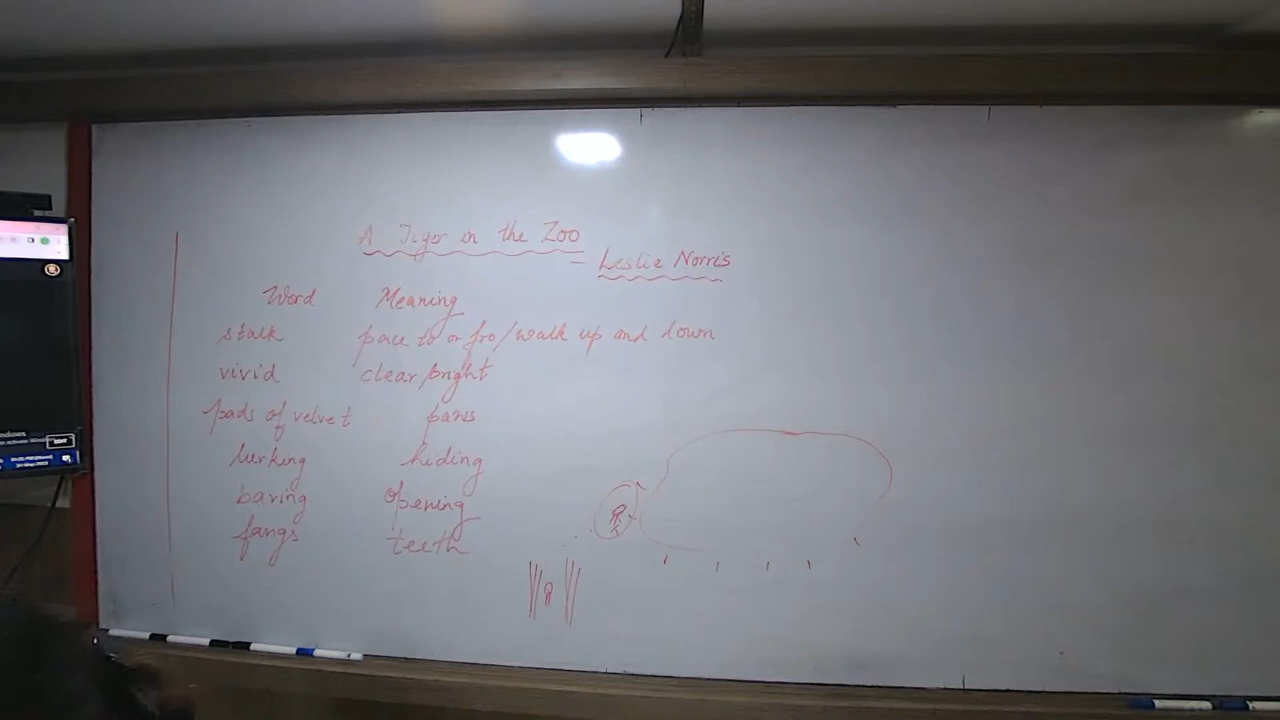 A Tiger in the Zoo
= Leslie Norris
Word Meaning
stalk pace to or fro/walk up and down
vivid clear/bright
pads of velvet paws
lurking hiding
baring opening
fangs teeth